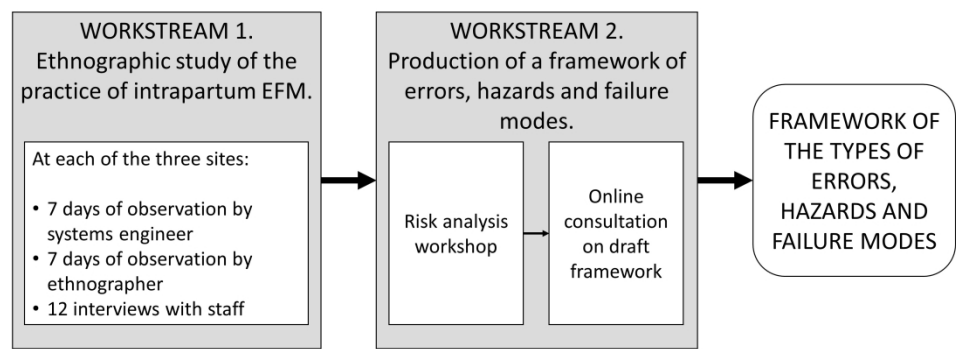 WORKSTREAM 1.
Ethnographic study of the
practice of intrapartum EFM.
At each of the three sites:
• 7 days of observation by
systems engineer
• 7 days of observation by
ethnographer
• 12 interviews with staff
WORKSTREAM 2.
Production of a framework of
errors, hazards and failure
modes.
Risk analysis
workshop
Online
consultation
on draft
framework
FRAMEWORK OF
THE TYPES OF
ERRORS,
HAZARDS AND
FAILURE MODES